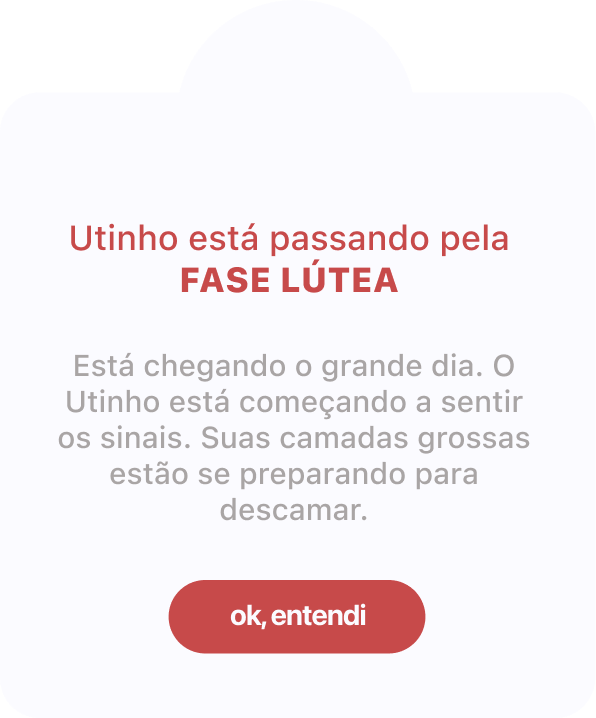 Utinho está passando pela
FASE LÚTEA
Está chegando o grande dia. O
Utinho está começando a sentir
os sinais. Suas camadas grossas
estão se preparando para
descamar.
ok, entendi